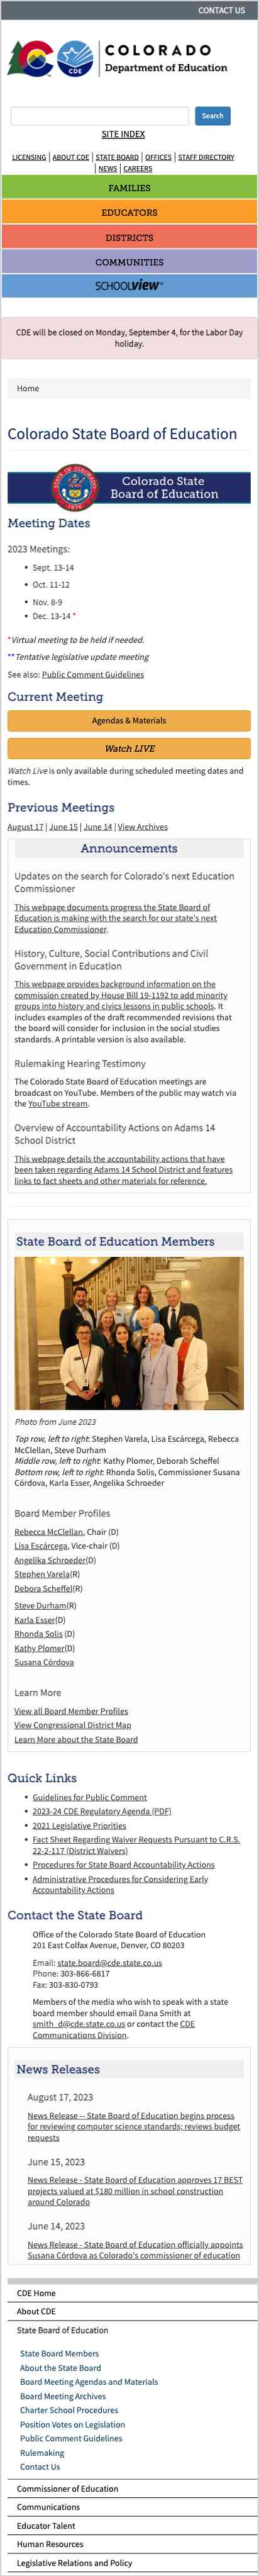 CONTACT US
COLORADO
Department of Education
CDE
Search
SITE INDEX
LICENSING | ABOUT CDE | STATE BOARD | OFFICES | STAFF DIRECTORY
| NEWS | CAREERS
FAMILIES
EDUCATORS
DISTRICTS
COMMUNITIES
SCHOOLVIEW®
CDE will be closed on Monday, September 4, for the Labor Day
holiday.
Home
Colorado State Board of Education
Colorado State
Board of Education
Meeting Dates
2023 Meetings:
• Sept. 13-14
• Oct. 11-12
• Nov. 8-9
• Dec. 13-14 *
*Virtual meeting to be held if needed.
**Tentative legislative update meeting
See also: Public Comment Guidelines
Current Meeting
Agendas & Materials
Watch LIVE
Watch Live is only available during scheduled meeting dates and
times.
Previous Meetings
August 17 | June 15 | June 14 | View Archives
Announcements
Updates on the search for Colorado's next Education
Commissioner
This webpage documents progress the State Board of
Education is making with the search for our state's next
Education Commissioner.
History, Culture, Social Contributions and Civil
Government in Education
This webpage provides background information on the
commission created by House Bill 19-1192 to add minority
groups into history and civics lessons in public schools. It
includes examples of the draft recommended revisions that
the board will consider for inclusion in the social studies
standards. A printable version is also available.
Rulemaking Hearing Testimony
The Colorado State Board of Education meetings are
broadcast on YouTube. Members of the public may watch via
the YouTube stream.
Overview of Accountability Actions on Adams 14
School District
This webpage details the accountability actions that have
been taken regarding Adams 14 School District and features
links to fact sheets and other materials for reference.
State Board of Education Members
Photo from June 2023
Top row, left to right: Stephen Varela, Lisa Escárcega, Rebecca
McClellan, Steve Durham
Middle row, left to right: Kathy Plomer, Deborah Scheffel
Bottom row, left to right: Rhonda Solis, Commissioner Susana
Córdova, Karla Esser, Angelika Schroeder
Board Member Profiles
Rebecca McClellan, Chair (D)
Lisa Escárcega, Vice-chair (D)
Angelika Schroeder(D)
Stephen Varela(R)
Debora Scheffel(R)
Steve Durham(R)
Karla Esser(D)
Rhonda Solis (D)
Kathy Plomer(D)
Susana Córdova
Learn More
View all Board Member Profiles
View Congressional District Map
Learn More about the State Board
Quick Links
• Guidelines for Public Comment
• 2023-24 CDE Regulatory Agenda (PDF)
• 2021 Legislative Priorities
• Fact Sheet Regarding Waiver Requests Pursuant to C.R.S.
22-2-117 (District Waivers)
• Procedures for State Board Accountability Actions
• Administrative Procedures for Considering Early
Accountability Actions
Contact the State Board
Office of the Colorado State Board of Education
201 East Colfax Avenue, Denver, CO 80203
Email: state.board@cde.state.co.us
Phone: 303-866-6817
Fax: 303-830-0793
Members of the media who wish to speak with a state
board member should email Dana Smith at
smith_d@cde.state.co.us or contact the CDE
Communications Division.
News Releases
August 17, 2023
News Release -- State Board of Education begins process
for reviewing computer science standards; reviews budget
requests
June 15, 2023
News Release - State Board of Education approves 17 BEST
projects valued at $180 million in school construction
around Colorado
June 14, 2023
News Release - State Board of Education officially appoints
Susana Córdova as Colorado's commissioner of education
CDE Home
About CDE
State Board of Education
State Board Members
About the State Board
Board Meeting Agendas and Materials
Board Meeting Archives
Charter School Procedures
Position Votes on Legislation
Public Comment Guidelines
Rulemaking
Contact Us
Commissioner of Education
Communications
Educator Talent
Human Resources
Legislative Relations and Policy